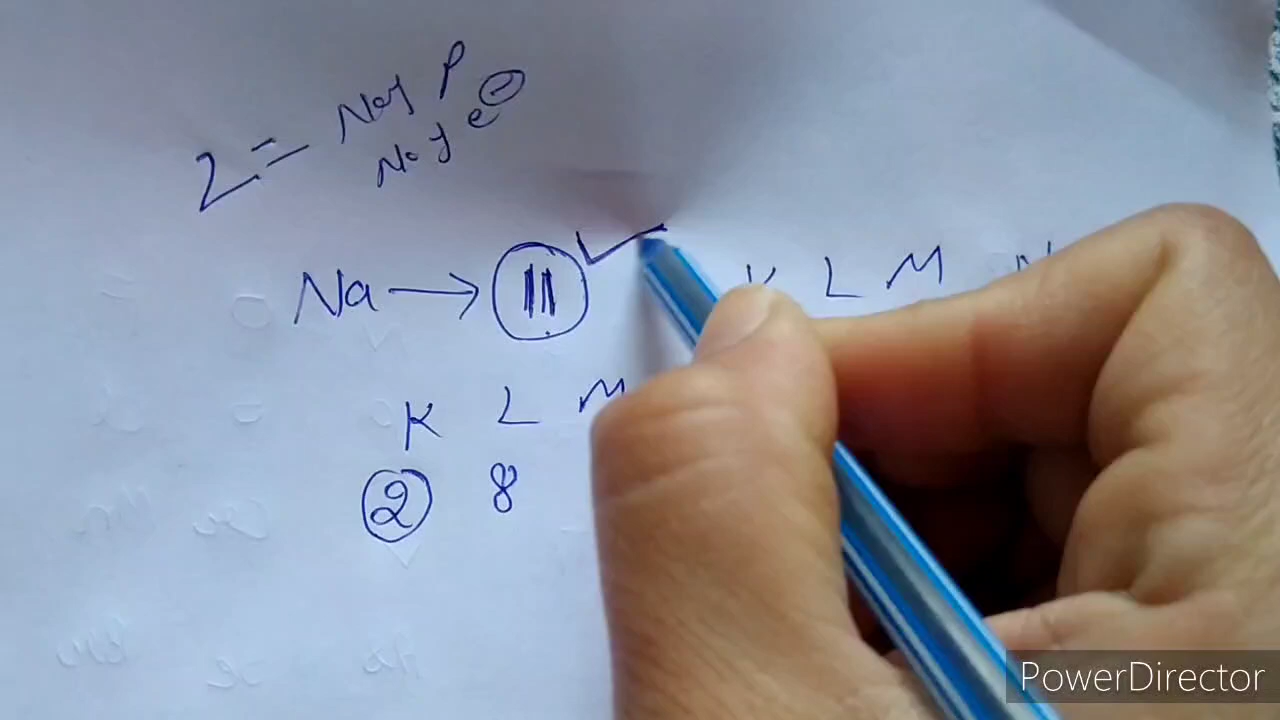 Z = No of P
No of e⊖
Na → 11 ✓ K L M N
K L M
2 8
PowerDirector